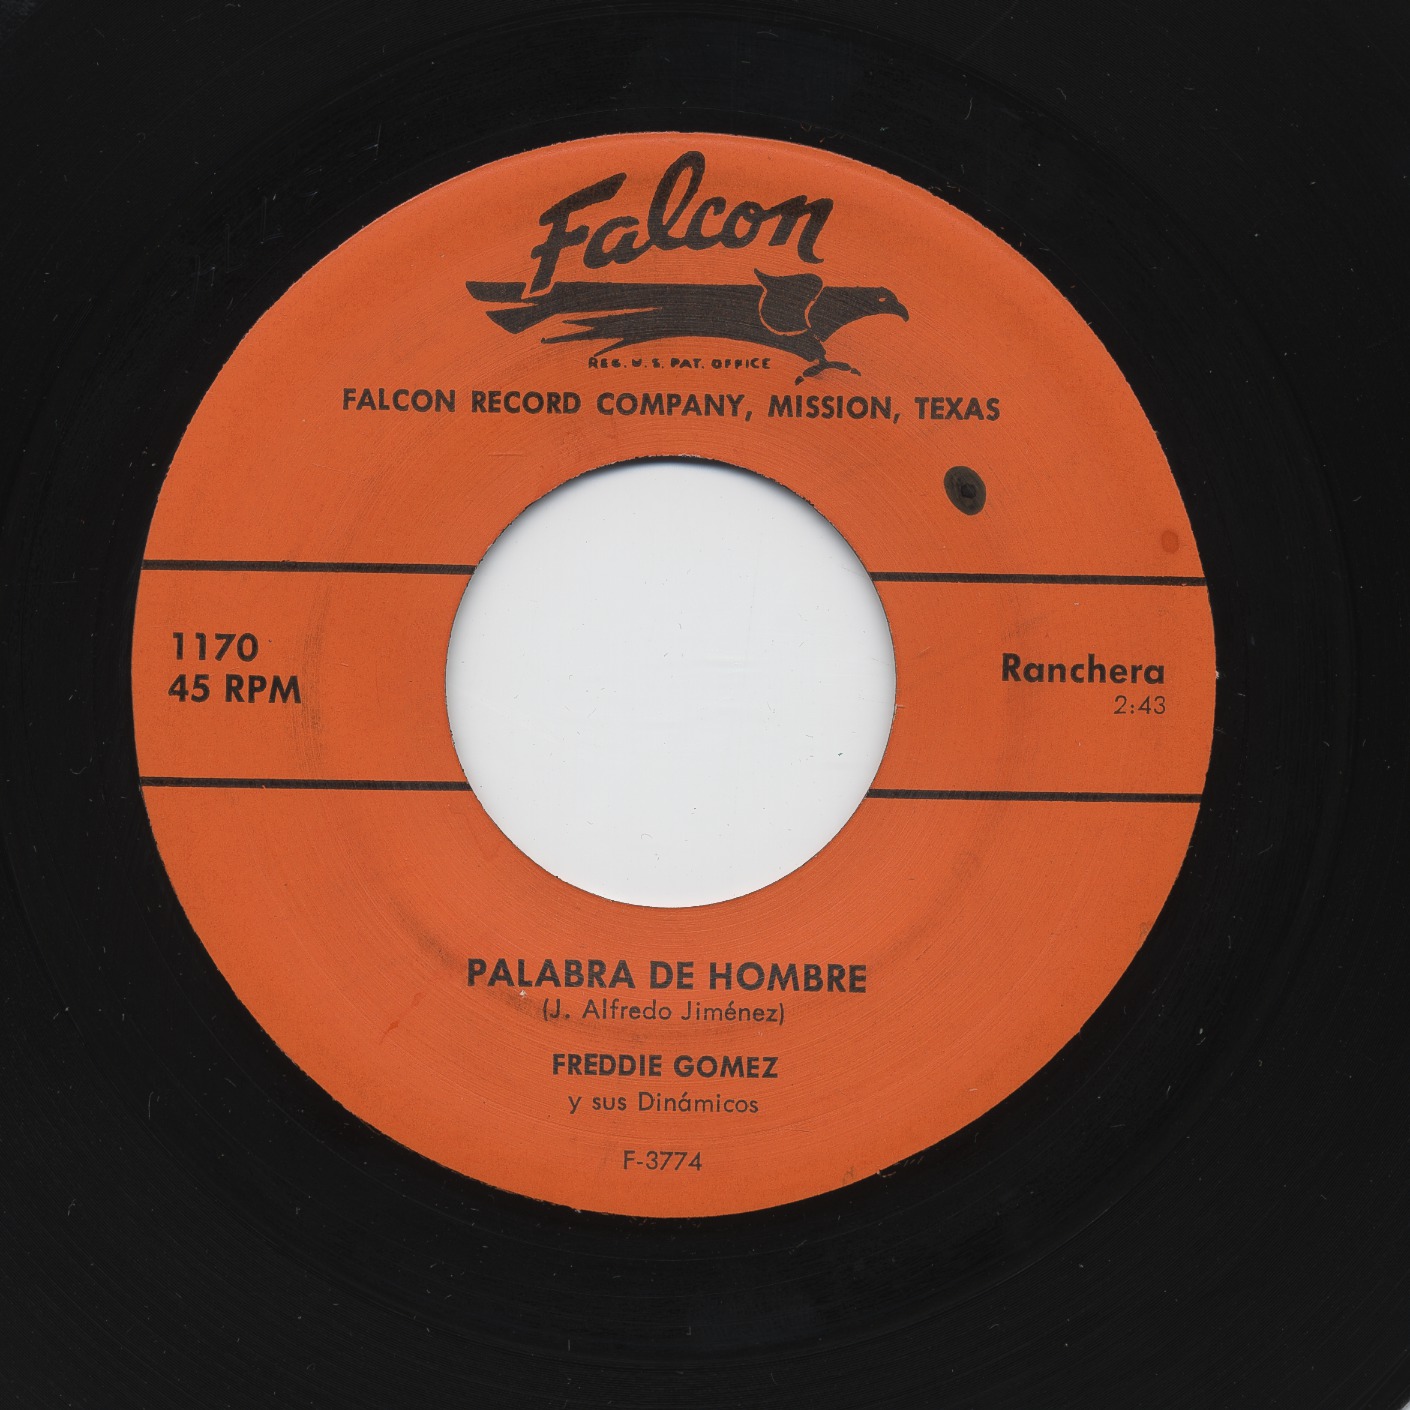 Falcon
REG. U. S. PAT. OFFICE
FALCON RECORD COMPANY, MISSION, TEXAS
1170
45 RPM
Ranchera
2:43
PALABRA DE HOMBRE
(J. Alfredo Jiménez)
FREDDIE GOMEZ
y sus Dinámicos
F-3774